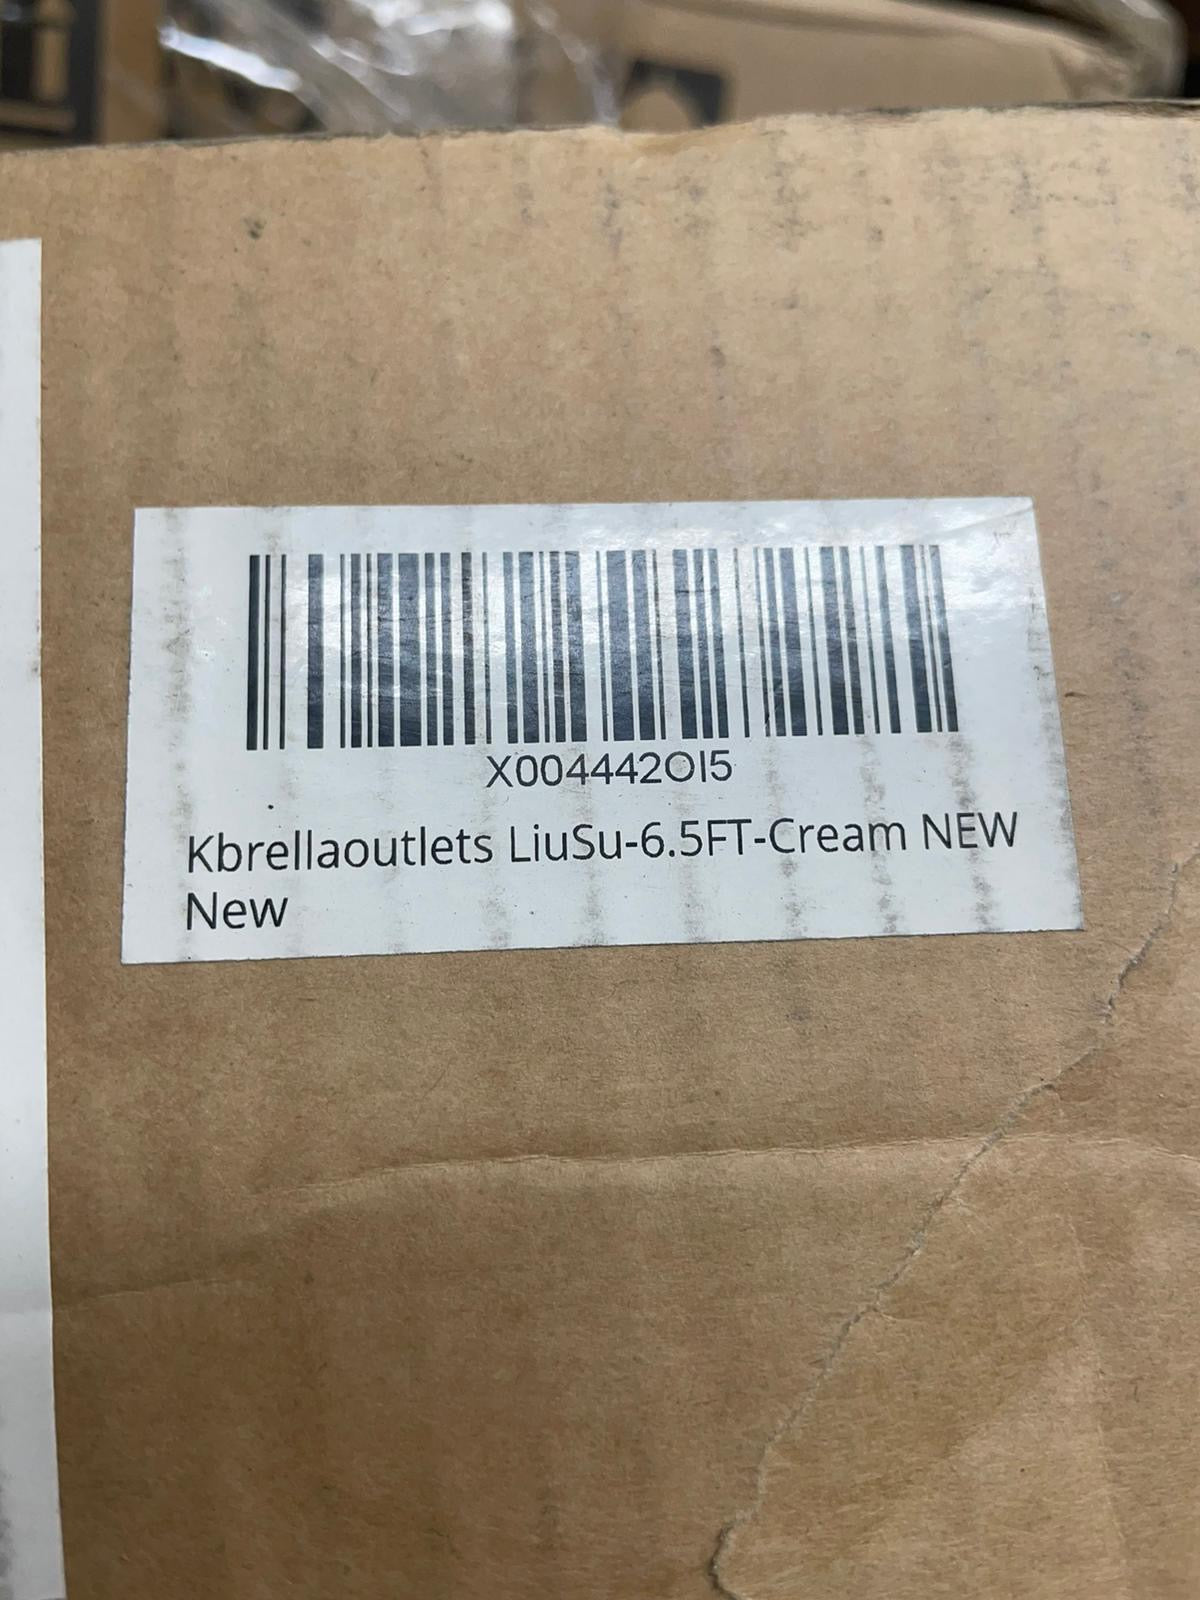 X004442OI5
Kbrellaoutlets LiuSu-6.5FT-Cream NEW
New